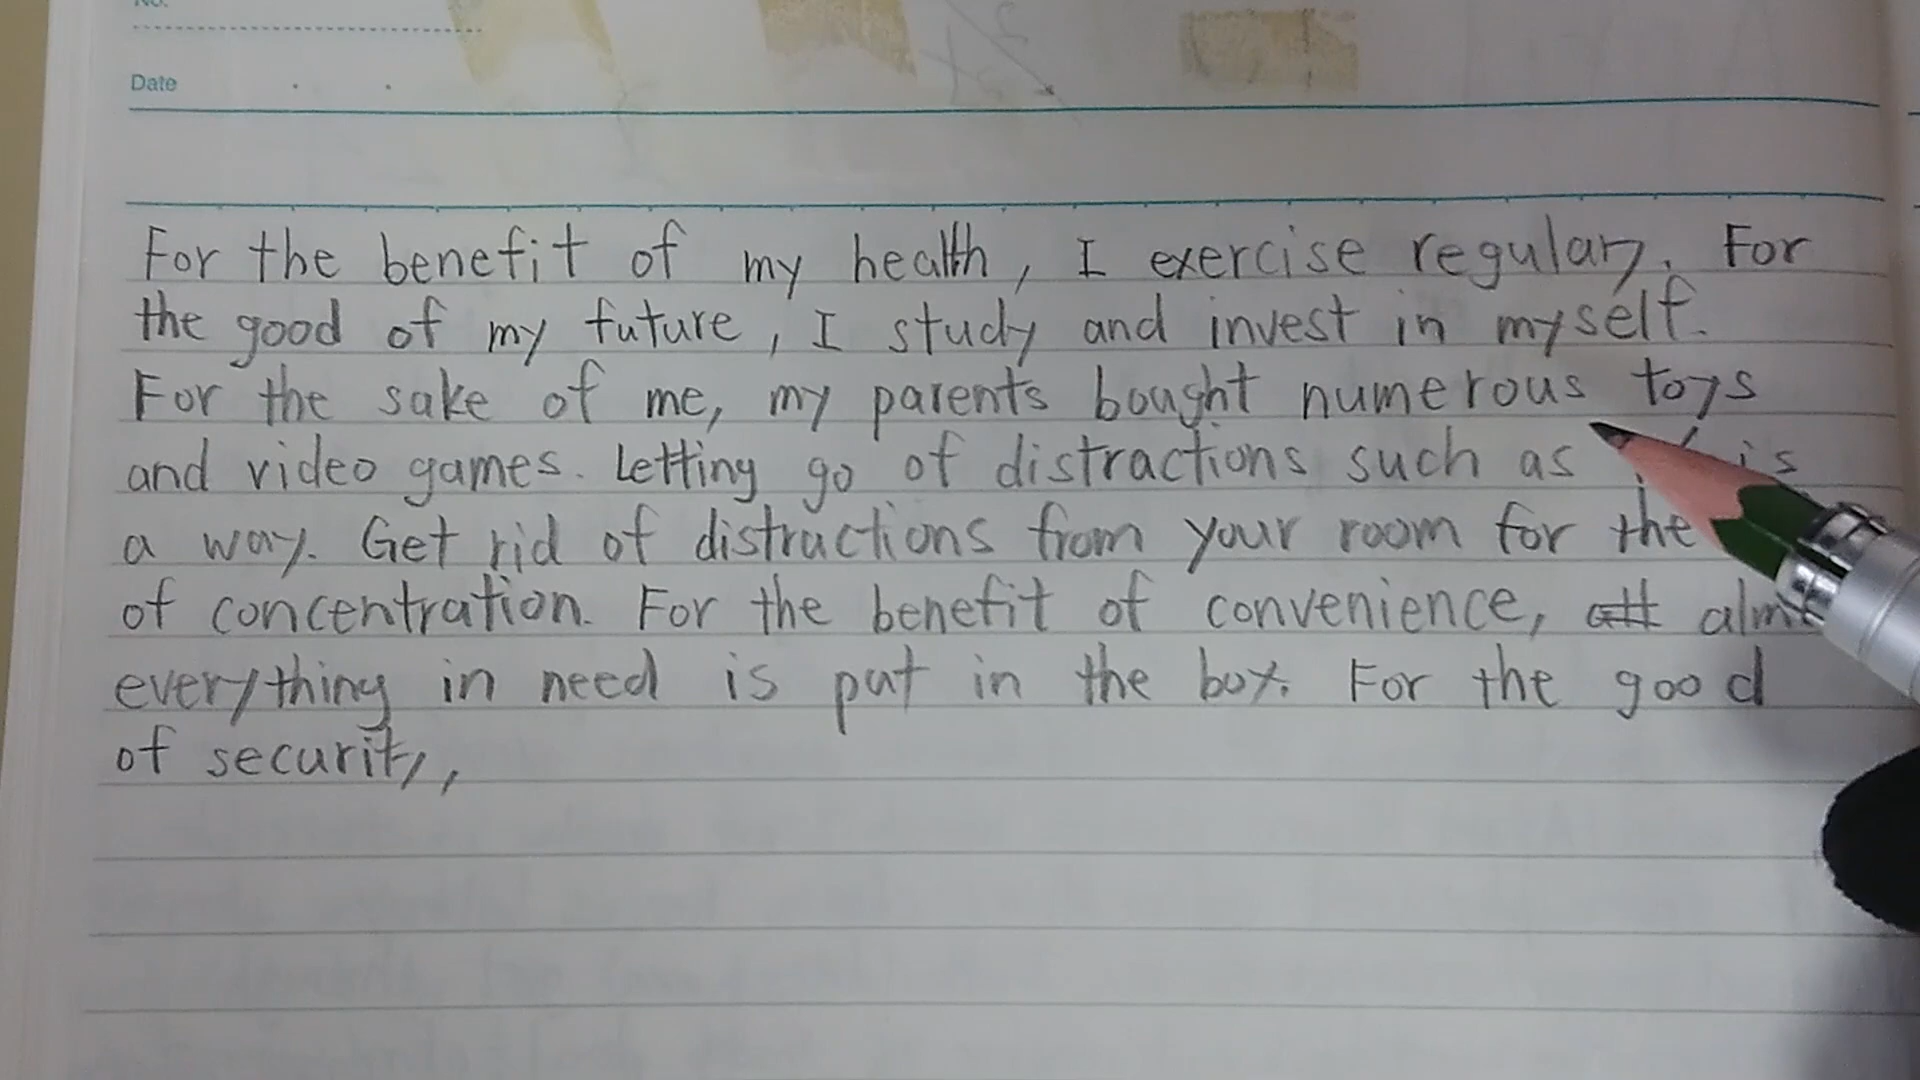 No.
Date
For the benefit of my health, I exercise regulary. For
the good of my future, I study and invest in myself.
For the sake of me, my parents bought numerous toys
and video games. Letting go of distractions such as is
a way. Get rid of distractions from your room for the
of concentration. For the benefit of convenience,
everything in need is put in the box. For the good
of security,